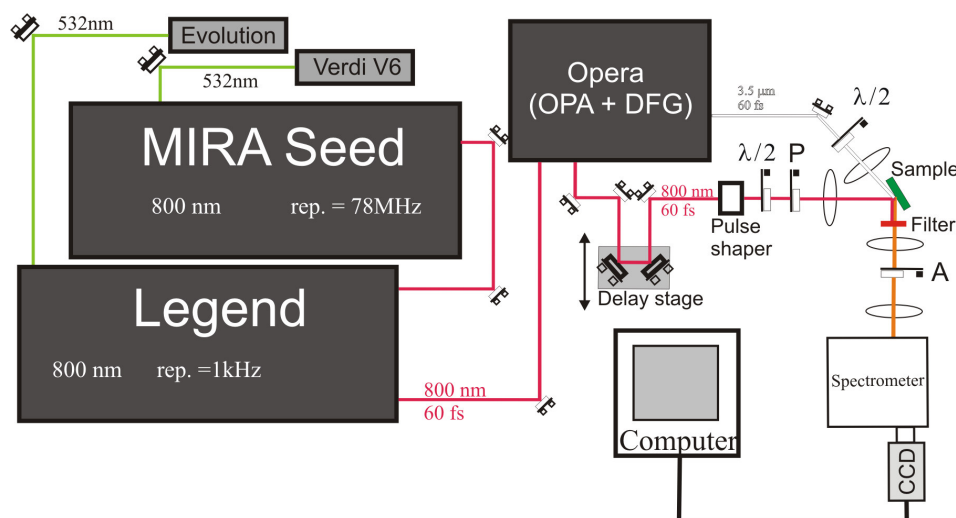 532nm
Evolution
532nm
Verdi V6
MIRA Seed
800 nm rep. = 78MHz
Legend
800 nm rep. =1kHz
800 nm
60 fs
Opera
(OPA + DFG)
3.5 μm
60 fs
λ/2
λ/2
P
Sample
800 nm
60 fs
Pulse
shaper
Filter
Delay stage
A
Computer
Spectrometer
CCD